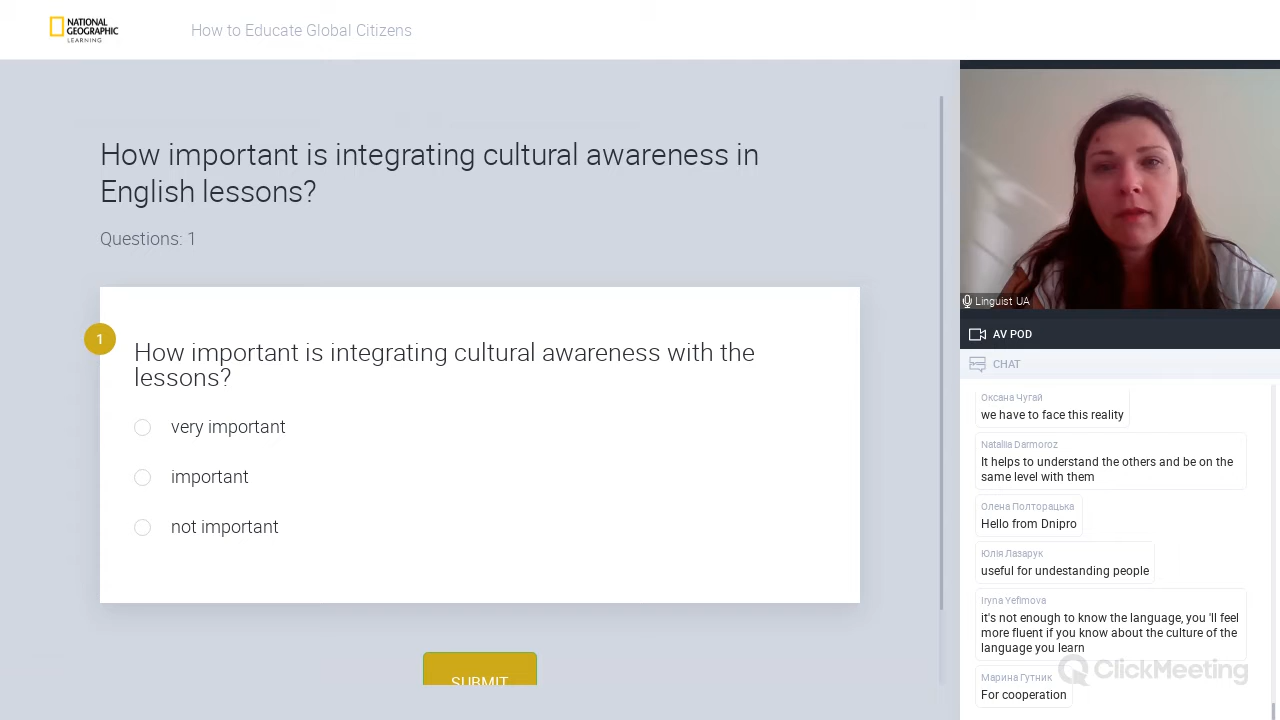 NATIONAL
GEOGRAPHIC
LEARNING
How to Educate Global Citizens
How important is integrating cultural awareness in
English lessons?
Questions: 1
1
How important is integrating cultural awareness with the
lessons?
very important
important
not important
SUBMIT
Linguist UA
AV POD
CHAT
Оксана Чугай
we have to face this reality
Nataliia Darmoroz
It helps to understand the others and be on the
same level with them
Олена Полторацька
Hello from Dnipro
Юлія Лазарук
useful for undestanding people
Iryna Yefimova
it's not enough to know the language, you 'll feel
more fluent if you know about the culture of the
language you learn
Марина Гутник
For cooperation
ClickMeeting